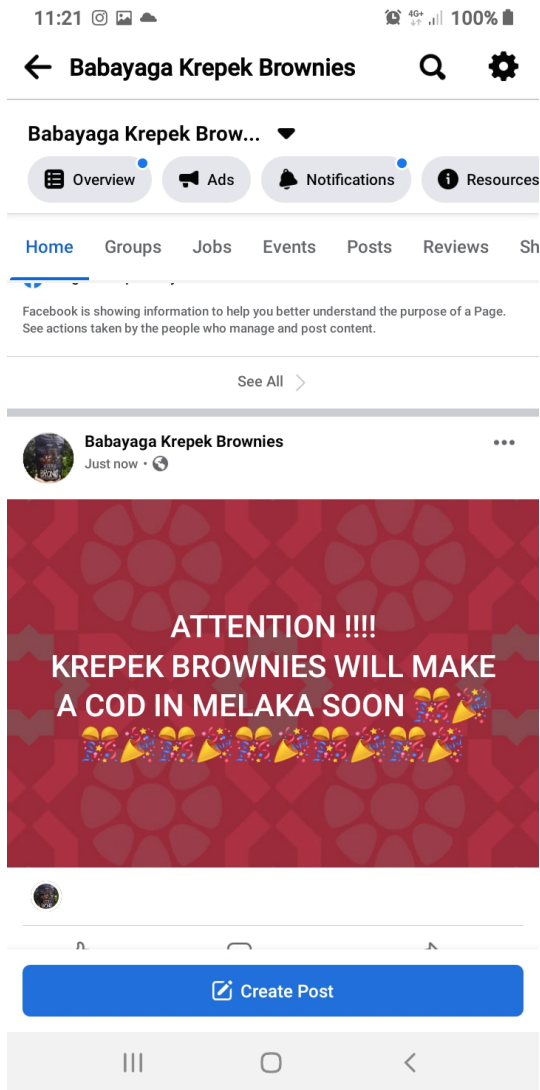 11:21 4G+ 100%
Babayaga Krepek Brownies
Babayaga Krepek Brow...
Overview Ads Notifications Resources
Home Groups Jobs Events Posts Reviews Sh
Facebook is showing information to help you better understand the purpose of a Page.
See actions taken by the people who manage and post content.
See All
Babayaga Krepek Brownies
Just now ·
ATTENTION !!!!
KREPEK BROWNIES WILL MAKE
A COD IN MELAKA SOON 🎊🎉
🎊🎉🎊🎉🎊🎉🎊🎉🎊🎉
Create Post